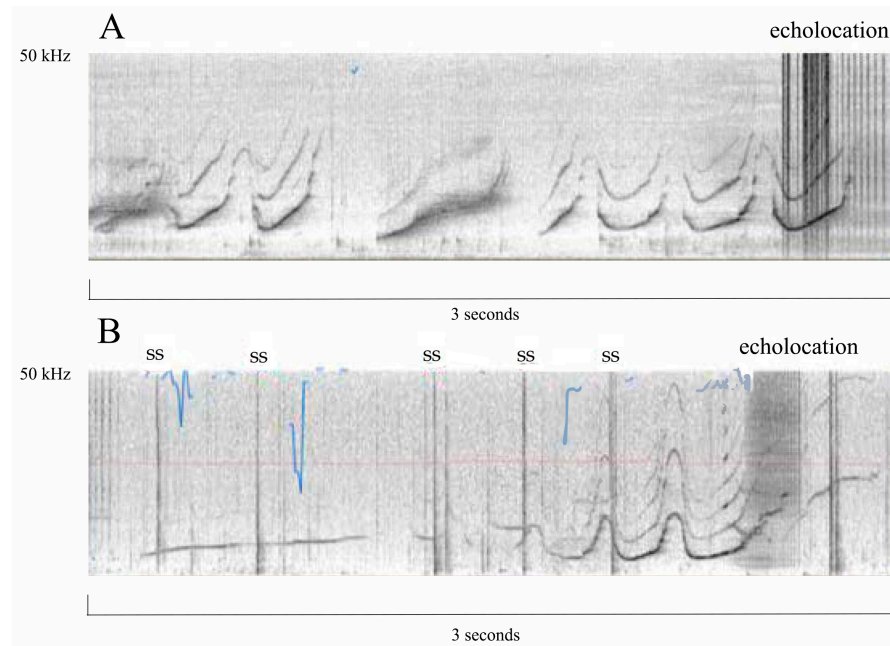 A
echolocation
50 kHz
3 seconds
B
SS SS SS SS SS
echolocation
50 kHz
3 seconds